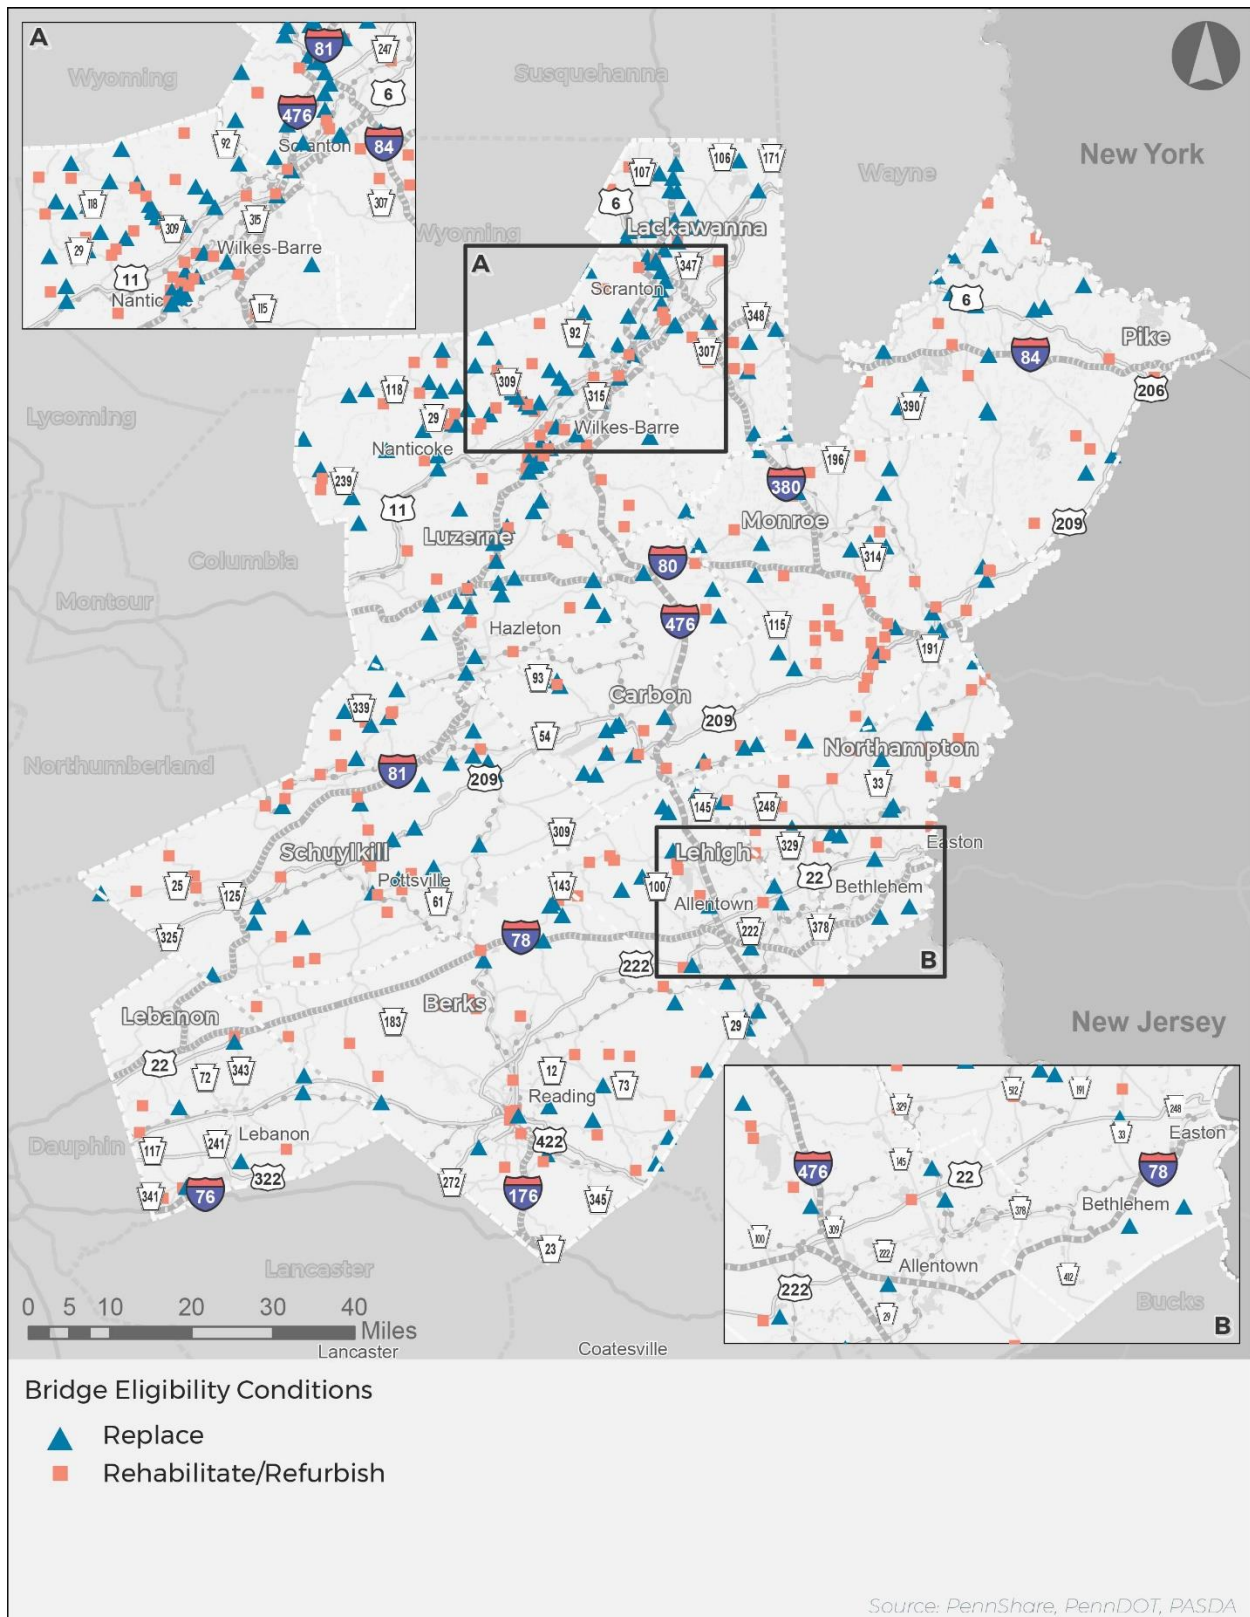 A
Wyoming
81
247
6
476
92
Scranton
84
118
307
309
315
29
Wilkes-Barre
11
Nanticoke
115
Susquehanna
New York
107
106
171
Wayne
6
Lackawanna
Wyoming
A
347
Scranton
6
92
348
Pike
84
307
118
309
206
390
315
Lycoming
29
Wilkes-Barre
Nanticoke
196
239
380
11
Monroe
209
Luzerne
314
Columbia
80
Montour
476
115
Hazleton
191
93
Carbon
339
209
54
Northampton
Northumberland
81
209
33
145
248
309
Easton
Schuylkill
Lehigh
329
Pottsville
22
25
143
100
Bethlehem
125
61
Allentown
378
222
325
78
222
B
Berks
Lebanon
183
29
New Jersey
22
72
343
12
73
Reading
Dauphin
117
241
Lebanon
422
322
272
341
76
176
345
23
Lancaster
512
191
329
248
33
Easton
145
476
22
78
378
Bethlehem
309
100
222
Allentown
412
222
29
Bucks
B
0 5 10 20 30 40
Miles
Lancaster
Coatesville
Bridge Eligibility Conditions
Replace
Rehabilitate/Refurbish
Source: PennShare, PennDOT, PASDA